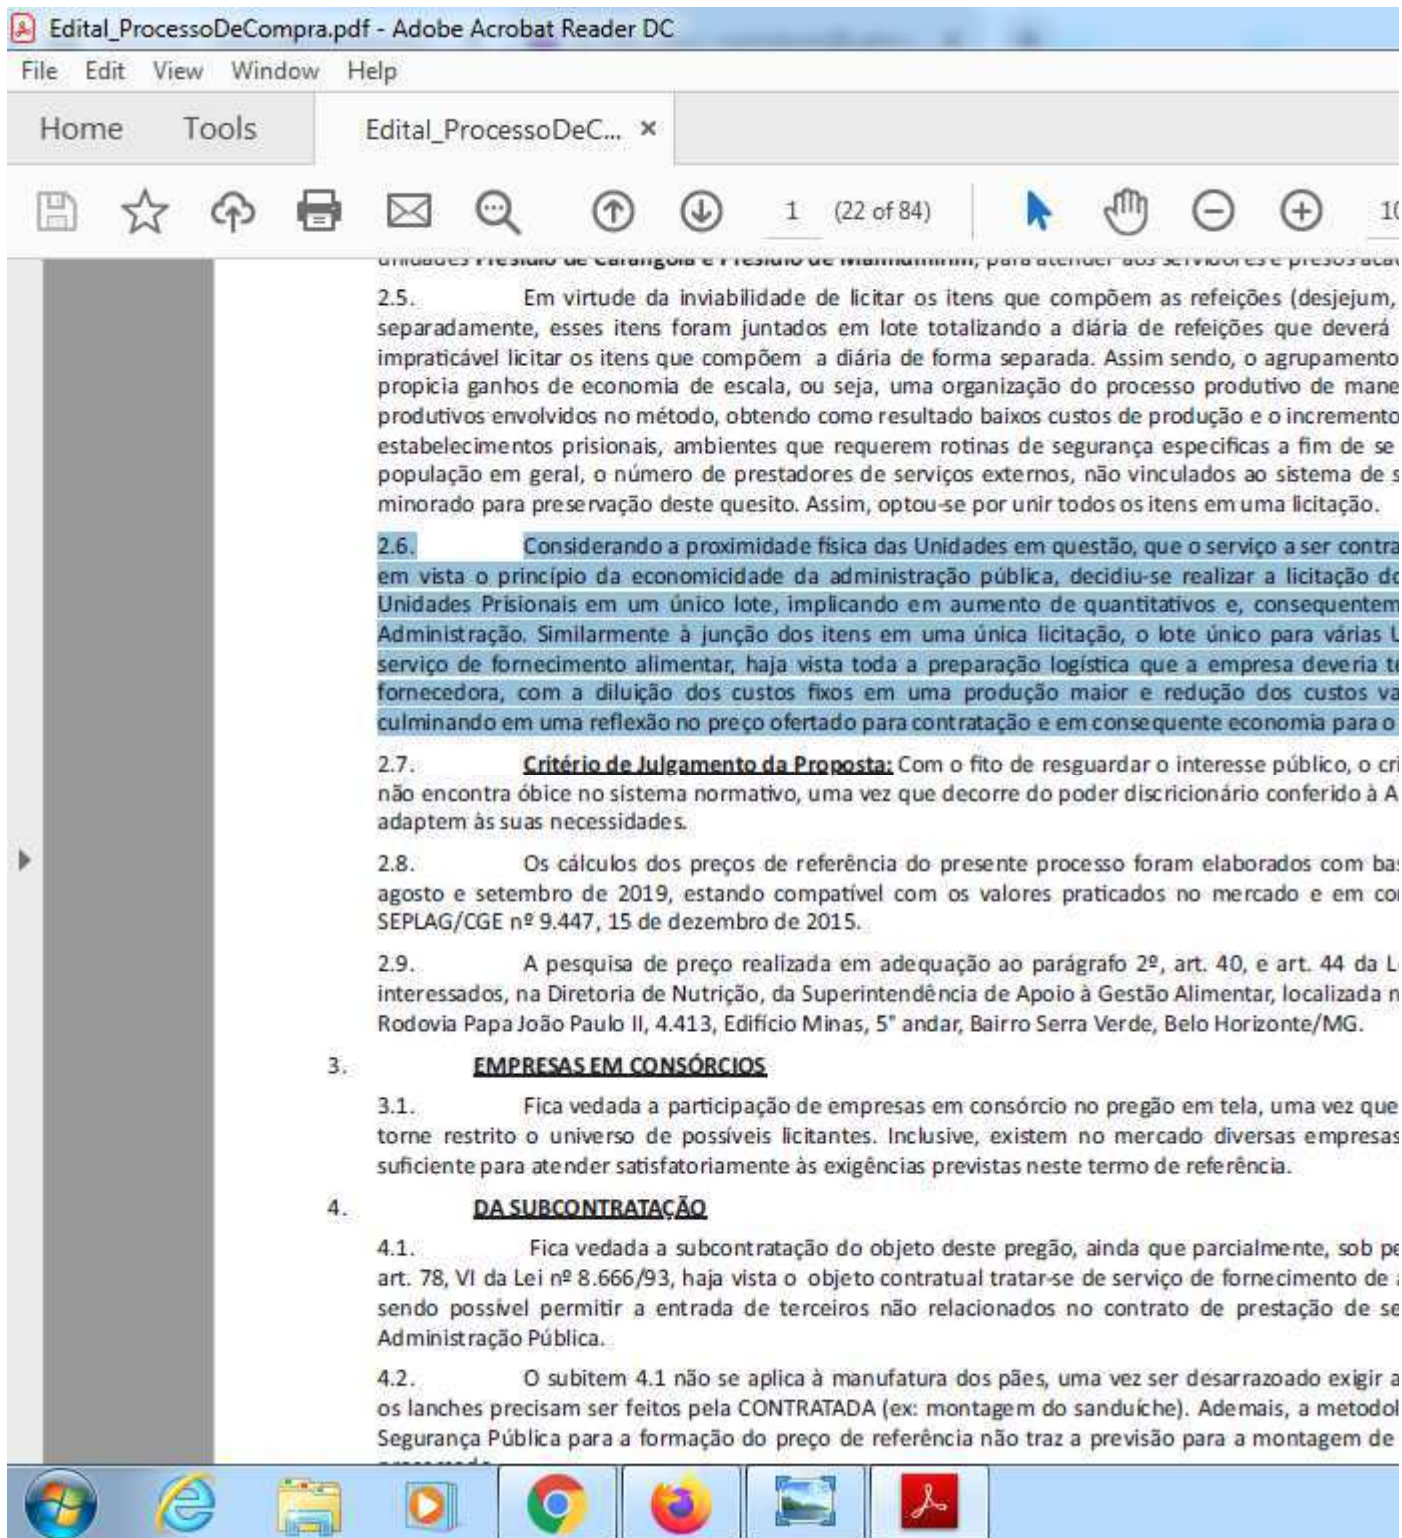 Edital_ProcessoDeCompra.pdf - Adobe Acrobat Reader DC
File Edit View Window Help
Home Tools Edital_ProcessoDeC... ×
1 (22 of 84) 10
unidades Presídio de Carangola e Presídio de Manhumirim, para atender aos servidores e presos
2.5. Em virtude da inviabilidade de licitar os itens que compõem as refeições (desjejum,
separadamente, esses itens foram juntados em lote totalizando a diária de refeições que deverá
impraticável licitar os itens que compõem a diária de forma separada. Assim sendo, o agrupamento
propicia ganhos de economia de escala, ou seja, uma organização do processo produtivo de mane
produtivos envolvidos no método, obtendo como resultado baixos custos de produção e o incremento
estabelecimentos prisionais, ambientes que requerem rotinas de segurança especificas a fim de se
população em geral, o número de prestadores de serviços externos, não vinculados ao sistema de s
minorado para preservação deste quesito. Assim, optou-se por unir todos os itens em uma licitação.
2.6. Considerando a proximidade física das Unidades em questão, que o serviço a ser contra
em vista o princípio da economicidade da administração pública, decidiu-se realizar a licitação do
Unidades Prisionais em um único lote, implicando em aumento de quantitativos e, consequentem
Administração. Similarmente à junção dos itens em uma única licitação, o lote único para várias U
serviço de fornecimento alimentar, haja vista toda a preparação logística que a empresa deveria te
fornecedora, com a diluição dos custos fixos em uma produção maior e redução dos custos va
culminando em uma reflexão no preço ofertado para contratação e em consequente economia para o
2.7. Critério de Julgamento da Proposta: Com o fito de resguardar o interesse público, o cri
não encontra óbice no sistema normativo, uma vez que decorre do poder discricionário conferido à A
adaptem às suas necessidades.
2.8. Os cálculos dos preços de referência do presente processo foram elaborados com bas
agosto e setembro de 2019, estando compatível com os valores praticados no mercado e em con
SEPLAG/CGE nº 9.447, 15 de dezembro de 2015.
2.9. A pesquisa de preço realizada em adequação ao parágrafo 2º, art. 40, e art. 44 da L
interessados, na Diretoria de Nutrição, da Superintendência de Apoio à Gestão Alimentar, localizada n
Rodovia Papa João Paulo II, 4.413, Edifício Minas, 5° andar, Bairro Serra Verde, Belo Horizonte/MG.
3. EMPRESAS EM CONSÓRCIOS
3.1. Fica vedada a participação de empresas em consórcio no pregão em tela, uma vez que
torne restrito o universo de possíveis licitantes. Inclusive, existem no mercado diversas empresas
suficiente para atender satisfatoriamente às exigências previstas neste termo de referência.
4. DA SUBCONTRATAÇÃO
4.1. Fica vedada a subcontratação do objeto deste pregão, ainda que parcialmente, sob pe
art. 78, VI da Lei nº 8.666/93, haja vista o objeto contratual tratar-se de serviço de fornecimento de a
sendo possível permitir a entrada de terceiros não relacionados no contrato de prestação de se
Administração Pública.
4.2. O subitem 4.1 não se aplica à manufatura dos pães, uma vez ser desarrazoado exigir a
os lanches precisam ser feitos pela CONTRATADA (ex: montagem do sanduíche). Ademais, a metodol
Segurança Pública para a formação do preço de referência não traz a previsão para a montagem de